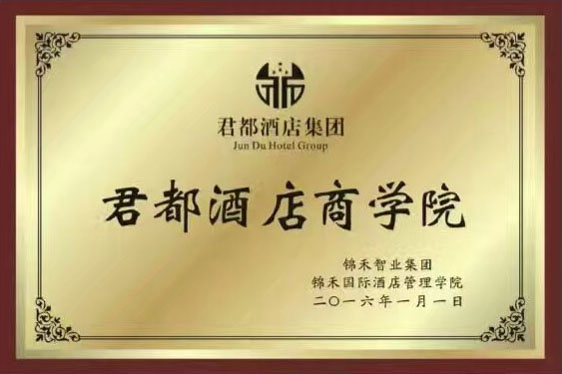 君都酒店集团
Jun Du Hotel Group
君都酒店商学院
锦禾智业集团
锦禾国际酒店管理学院
二〇一六年一月一日